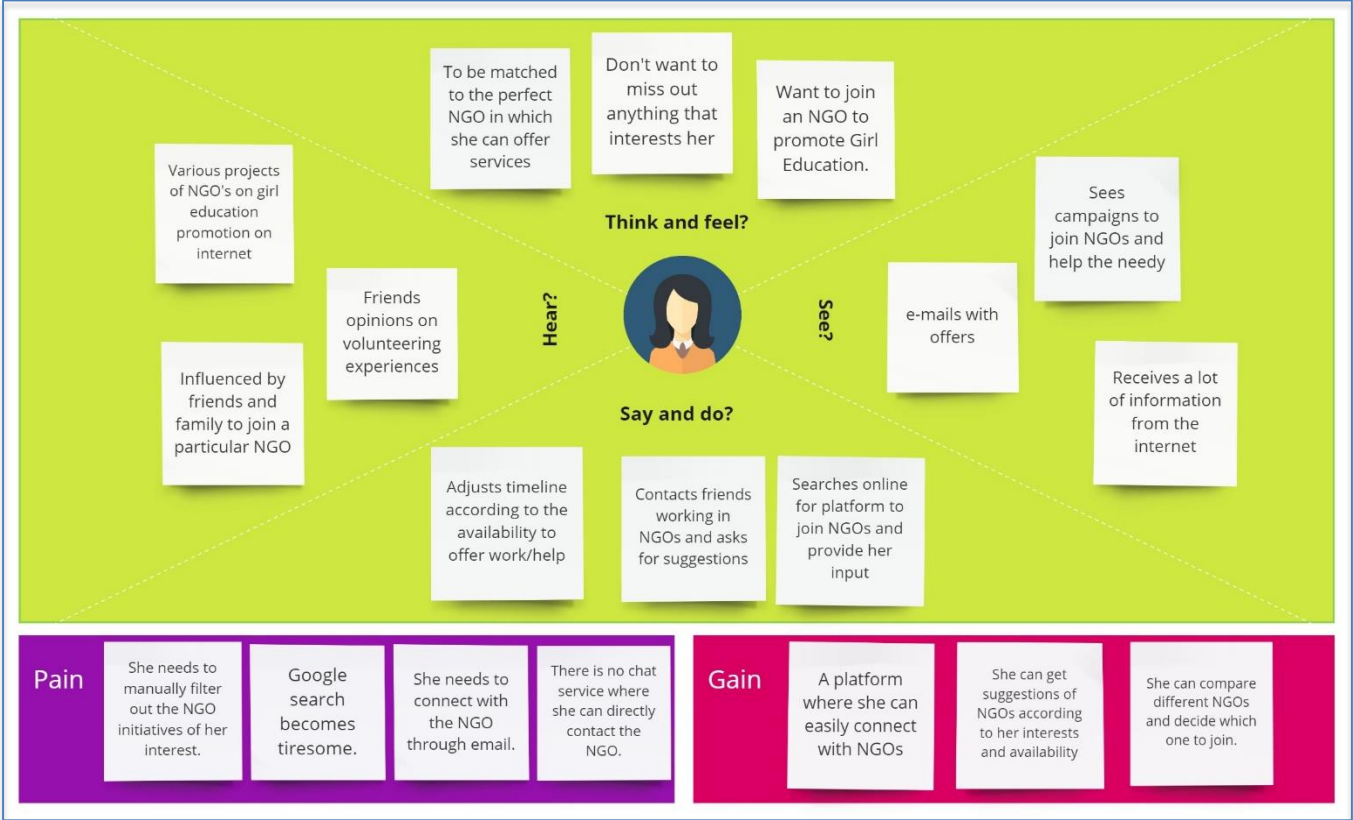 To be matched
to the perfect
NGO in which
she can offer
services
Don't want to
miss out
anything that
interests her
Want to join
an NGO to
promote Girl
Education.
Think and feel?
Various projects
of NGO's on girl
education
promotion on
internet
Friends
opinions on
volunteering
experiences
Influenced by
friends and
family to join a
particular NGO
Hear?
See?
Sees
campaigns to
join NGOs and
help the needy
e-mails with
offers
Receives a lot
of information
from the
internet
Say and do?
Adjusts timeline
according to the
availability to
offer work/help
Contacts friends
working in
NGOs and asks
for suggestions
Searches online
for platform to
join NGOs and
provide her
input
Pain
She needs to
manually filter
out the NGO
initiatives of her
interest.
Google
search
becomes
tiresome.
She needs to
connect with
the NGO
through email.
There is no chat
service where
she can directly
contact the
NGO.
Gain
A platform
where she can
easily connect
with NGOs
She can get
suggestions of
NGOs according
to her interests
and availability
She can compare
different NGOs
and decide which
one to join.